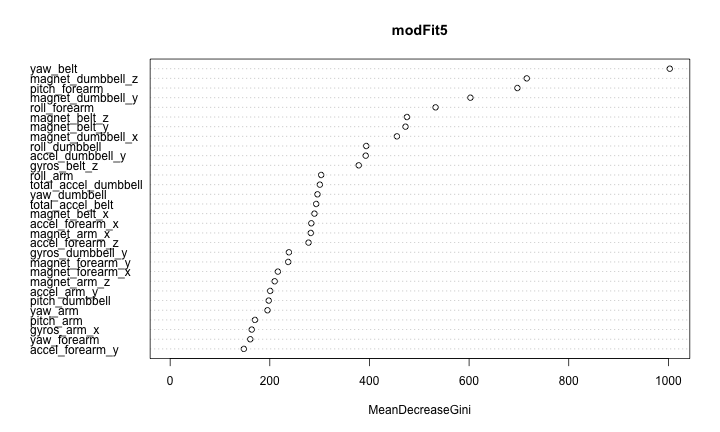 modFit5
yaw_belt
magnet_dumbbell_z
pitch_forearm
magnet_dumbbell_y
roll_forearm
magnet_belt_z
magnet_belt_y
magnet_dumbbell_x
roll_dumbbell
accel_dumbbell_y
gyros_belt_z
roll_arm
total_accel_dumbbell
yaw_dumbbell
total_accel_belt
magnet_belt_x
accel_forearm_x
magnet_arm_x
accel_forearm_z
gyros_dumbbell_y
magnet_forearm_y
magnet_forearm_x
magnet_arm_z
accel_arm_y
pitch_dumbbell
yaw_arm
pitch_arm
gyros_arm_x
yaw_forearm
accel_forearm_y
0 200 400 600 800 1000
MeanDecreaseGini